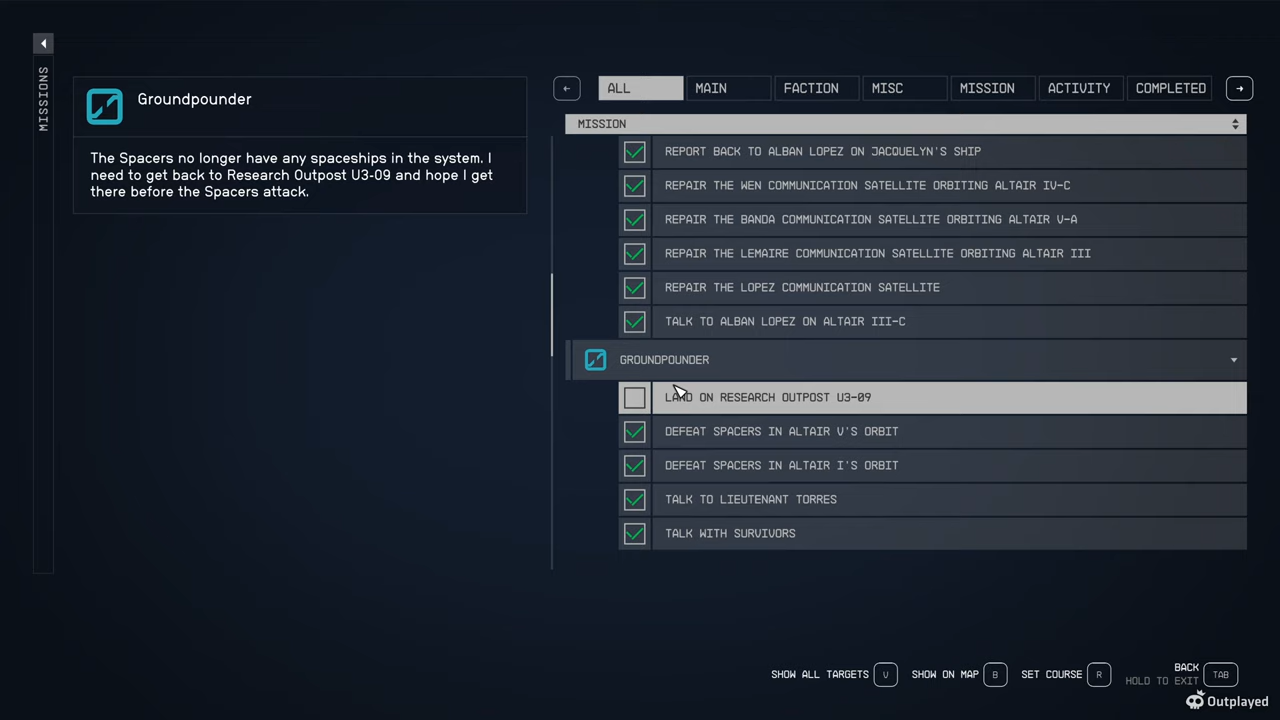 MISSIONS
Groundpounder
The Spacers no longer have any spaceships in the system. I
need to get back to Research Outpost U3-09 and hope I get
there before the Spacers attack.
ALL
MAIN
FACTION
MISC
MISSION
ACTIVITY
COMPLETED
MISSION
REPORT BACK TO ALBAN LOPEZ ON JACQUELYN'S SHIP
REPAIR THE WEN COMMUNICATION SATELLITE ORBITING ALTAIR IV-C
REPAIR THE BANDA COMMUNICATION SATELLITE ORBITING ALTAIR V-A
REPAIR THE LEMAIRE COMMUNICATION SATELLITE ORBITING ALTAIR III
REPAIR THE LOPEZ COMMUNICATION SATELLITE
TALK TO ALBAN LOPEZ ON ALTAIR III-C
GROUNDPOUNDER
LAND ON RESEARCH OUTPOST U3-09
DEFEAT SPACERS IN ALTAIR V'S ORBIT
DEFEAT SPACERS IN ALTAIR I'S ORBIT
TALK TO LIEUTENANT TORRES
TALK WITH SURVIVORS
SHOW ALL TARGETS V
SHOW ON MAP B
SET COURSE R
BACK
HOLD TO EXIT
TAB
Outplayed